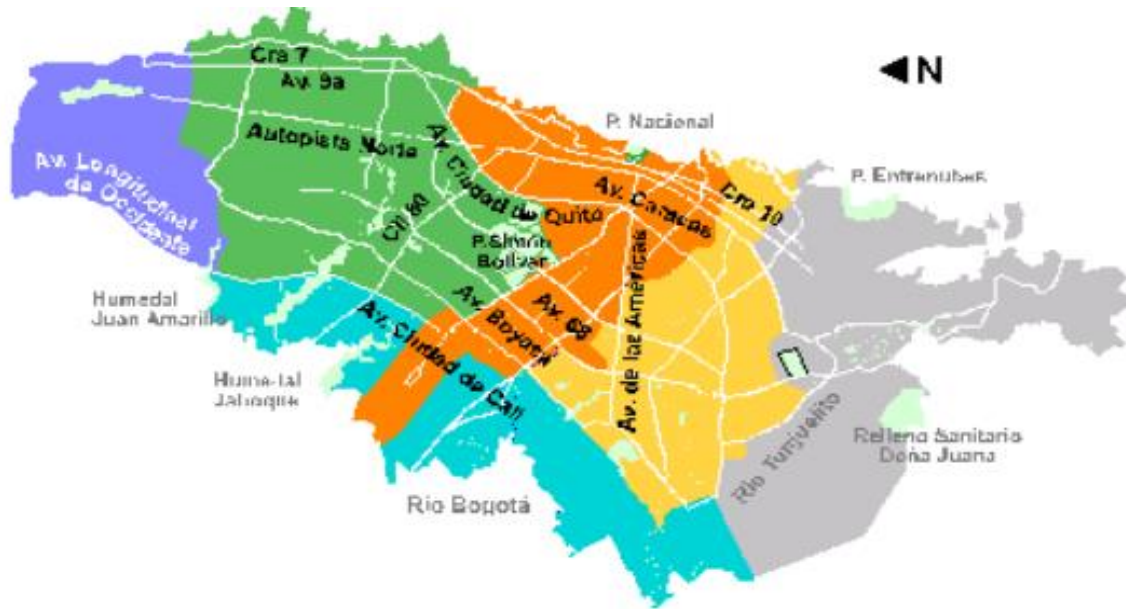 Cra 7
Av. 9a
N
P. Nacional
Autopista Norte
Av. Ciudad de Quito
P. Entrenubes
Av. Longitudinal
de Occidente
Cll 80
Av. Caracas
Cra 10
P. Simón
Bolívar
Humedal
Juan Amarillo
Av. Boyacá
Av. 68
Av. de las Américas
Av. Ciudad de Cali
Humedal
Jaboque
Relleno Sanitario
Doña Juana
Río Tunjuelito
Río Bogotá